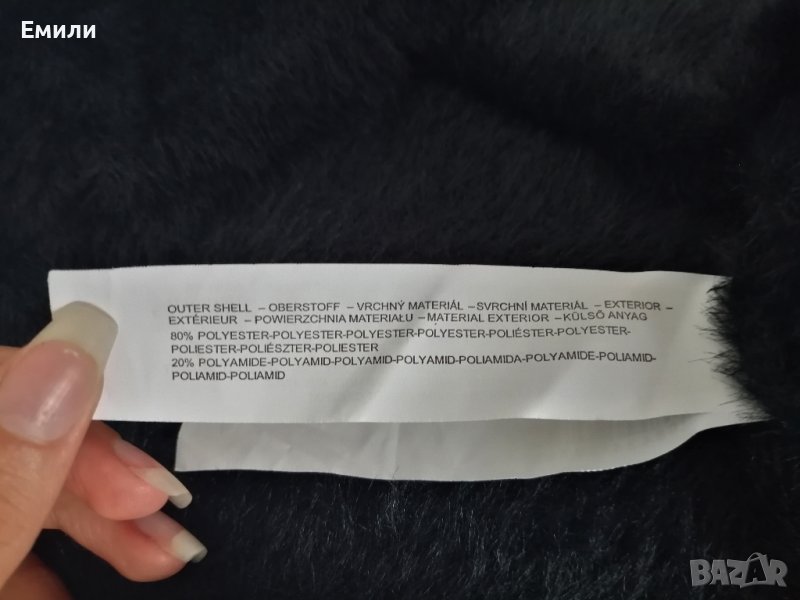 Емили
OUTER SHELL – OBERSTOFF – VRCHNÝ MATERIÁL –SVRCHNÍ MATERIÁL – EXTERIOR –
EXTÉRIEUR – POWIERZCHNIA MATERIAŁU – MATERIAL EXTERIOR –KÜLSŐ ANYAG
80% POLYESTER-POLYESTER-POLYESTER-POLYESTER-POLIÉSTER-POLYESTER-
POLIESTER-POLIÉSZTER-POLIESTER
20% POLYAMIDE-POLYAMID-POLYAMID-POLYAMID-POLIAMIDA-POLYAMIDE-POLIAMID-
POLIAMID-POLIAMID
BAZAR